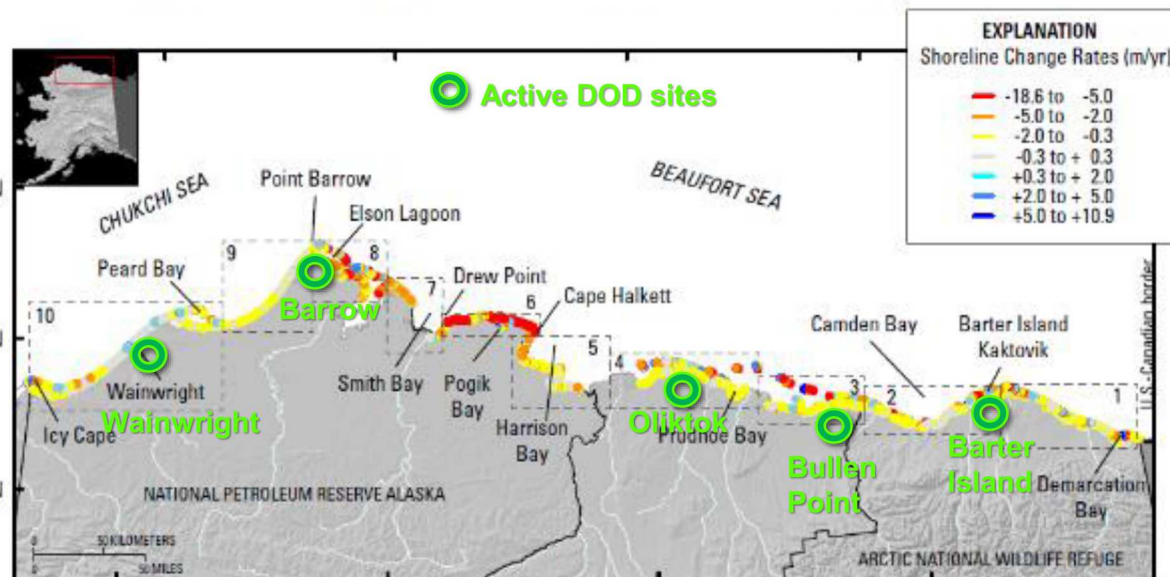 EXPLANATION
Shoreline Change Rates (m/yr)
-18.6 to -5.0
-5.0 to -2.0
-2.0 to -0.3
-0.3 to + 0.3
+0.3 to + 2.0
+2.0 to + 5.0
+5.0 to +10.9
Active DOD sites
CHUKCHI SEA
BEAUFORT SEA
Point Barrow
Elson Lagoon
Peard Bay
9
8
Barrow
7
Drew Point
6
Cape Halkett
10
Wainwright
Wainwright
Icy Cape
Smith Bay
Pogik
Bay
Harrison
Bay
5
4
Oliktok
Prudhoe Bay
3
Bullen
Point
2
Camden Bay
Barter Island
Kaktovik
Barter
Island
1
Demarcation
Bay
U.S.-Canadian border
NATIONAL PETROLEUM RESERVE ALASKA
ARCTIC NATIONAL WILDLIFE REFUGE
0 50 KILOMETERS
0 50 MILES